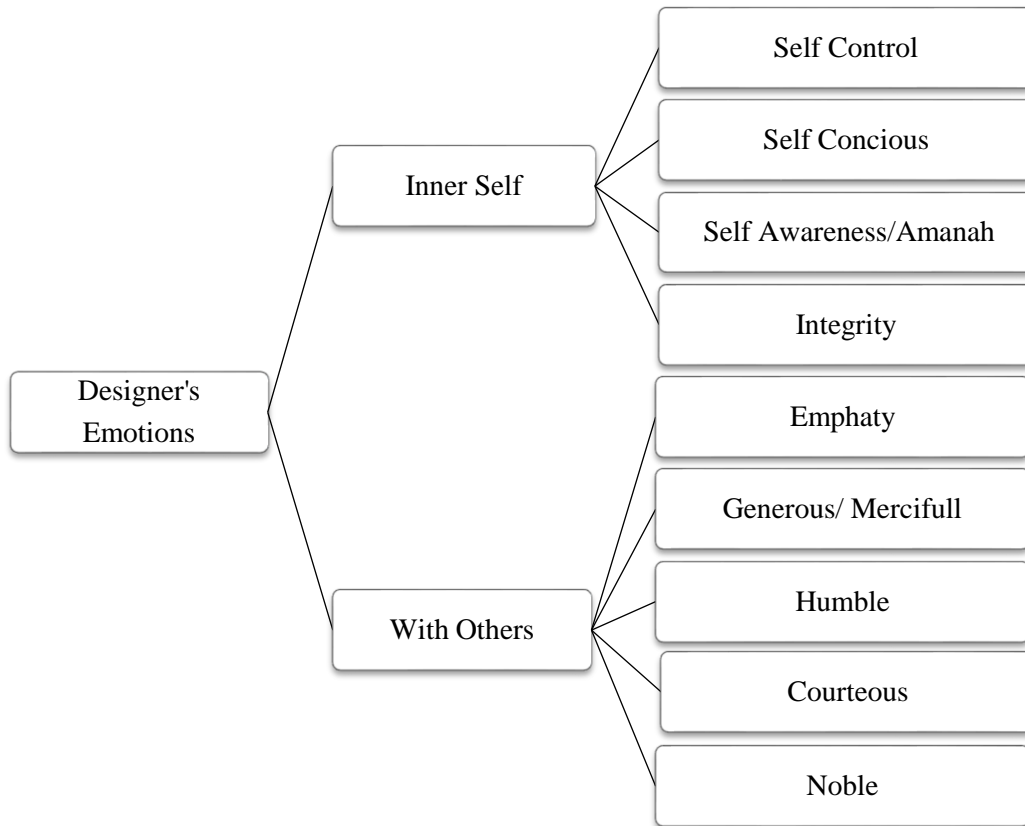 Designer's
Emotions
Inner Self
Self Control
Self Concious
Self Awareness/Amanah
Integrity
With Others
Emphaty
Generous/ Mercifull
Humble
Courteous
Noble